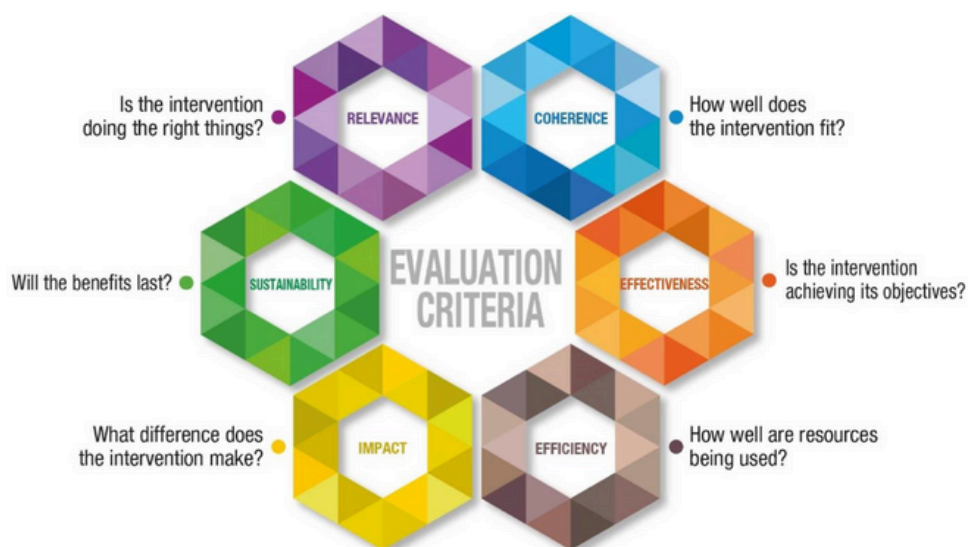 Is the intervention
doing the right things?
RELEVANCE
COHERENCE
How well does
the intervention fit?
Will the benefits last?
SUSTAINABILITY
EVALUATION
CRITERIA
EFFECTIVENESS
Is the intervention
achieving its objectives?
What difference does
the intervention make?
IMPACT
EFFICIENCY
How well are resources
being used?